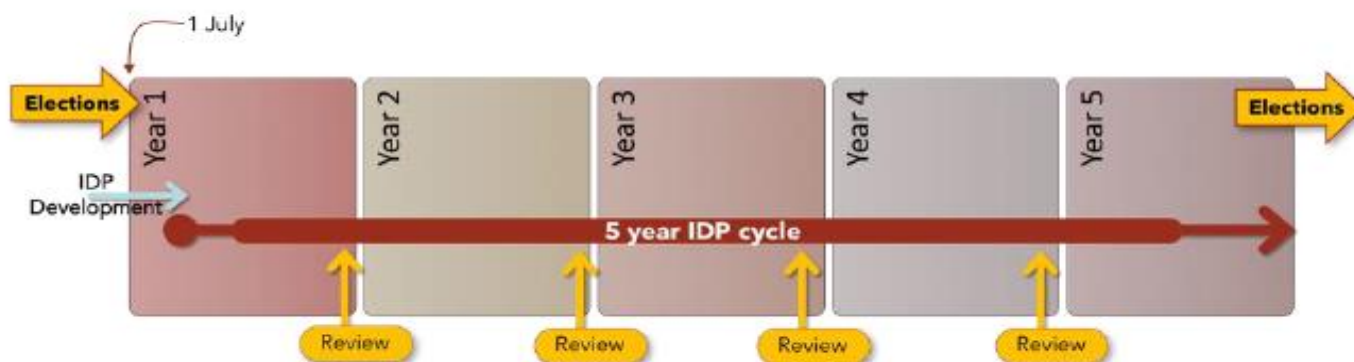 1 July
Elections
Year 1
Year 2
Year 3
Year 4
Year 5
Elections
IDP
Development
5 year IDP cycle
Review
Review
Review
Review